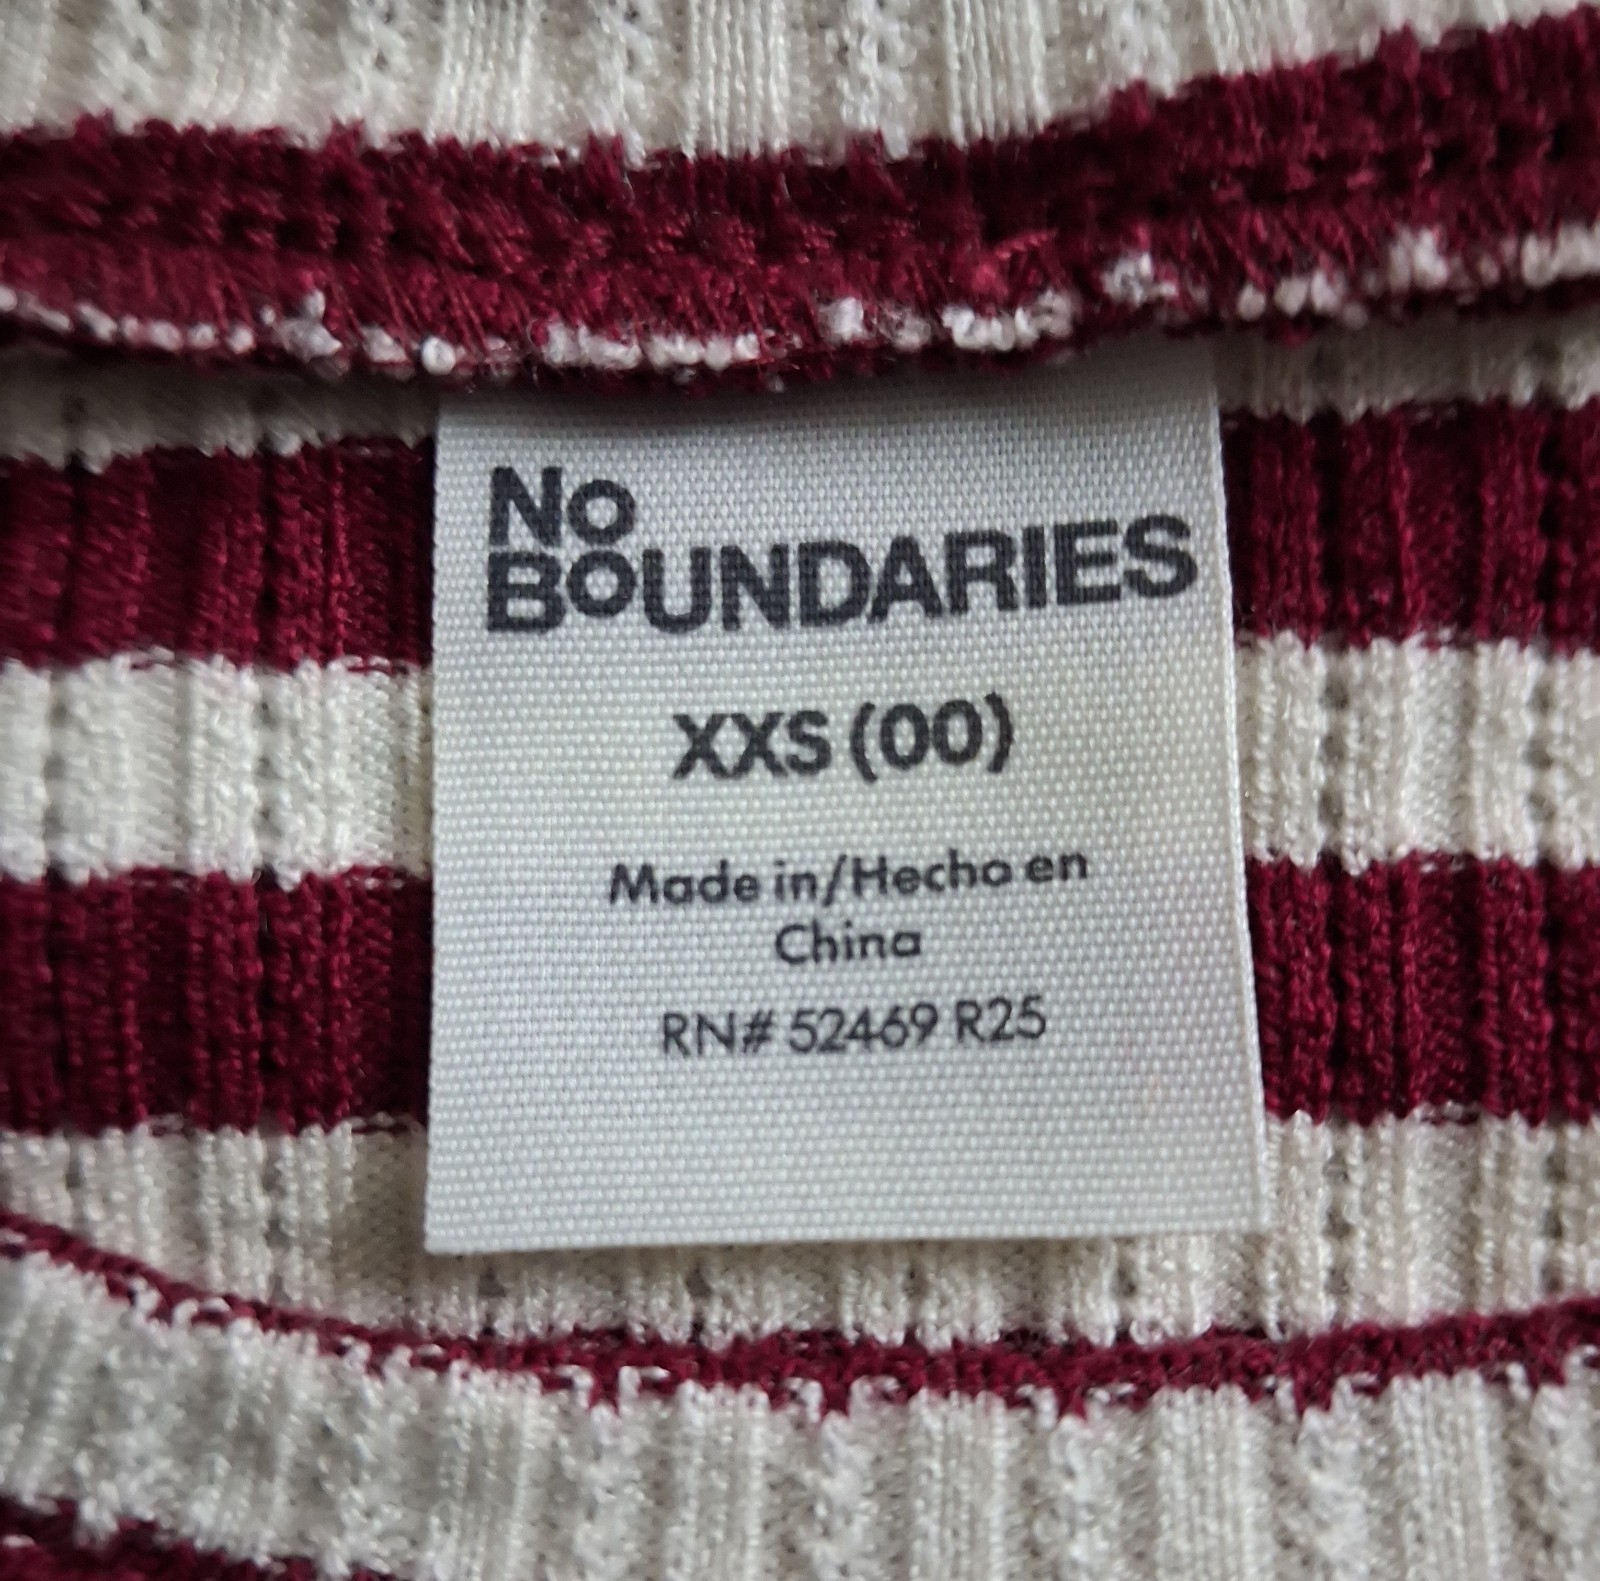 No
BoUNDARIES
XXS (00)
Made in/Hecho en
China
RN# 52469 R25